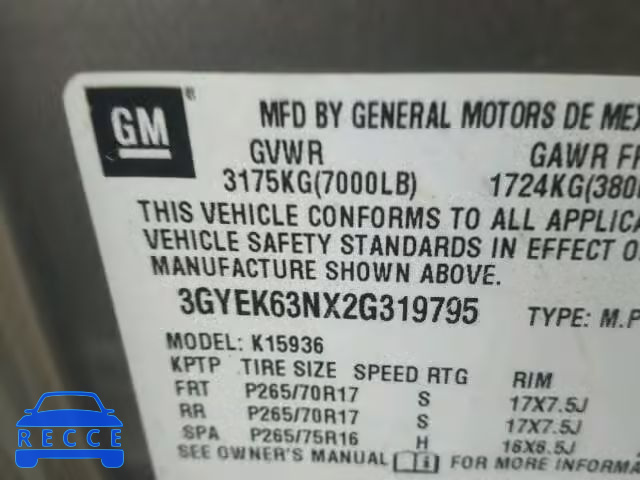 GM ®
MFD BY GENERAL MOTORS DE MEX
GVWR GAWR FR
3175KG(7000LB) 1724KG(380
THIS VEHICLE CONFORMS TO ALL APPLICA
VEHICLE SAFETY STANDARDS IN EFFECT O
MANUFACTURE SHOWN ABOVE.
3GYEK63NX2G319795 TYPE: M.P
MODEL: K15936
KPTP TIRE SIZE SPEED RTG RIM
FRT P265/70R17 S 17X7.5J
RR P265/70R17 S 17X7.5J
SPA P265/75R16 H 16X6.5J
SEE OWNER'S MANUAL FOR MORE INFORMA
RECCE